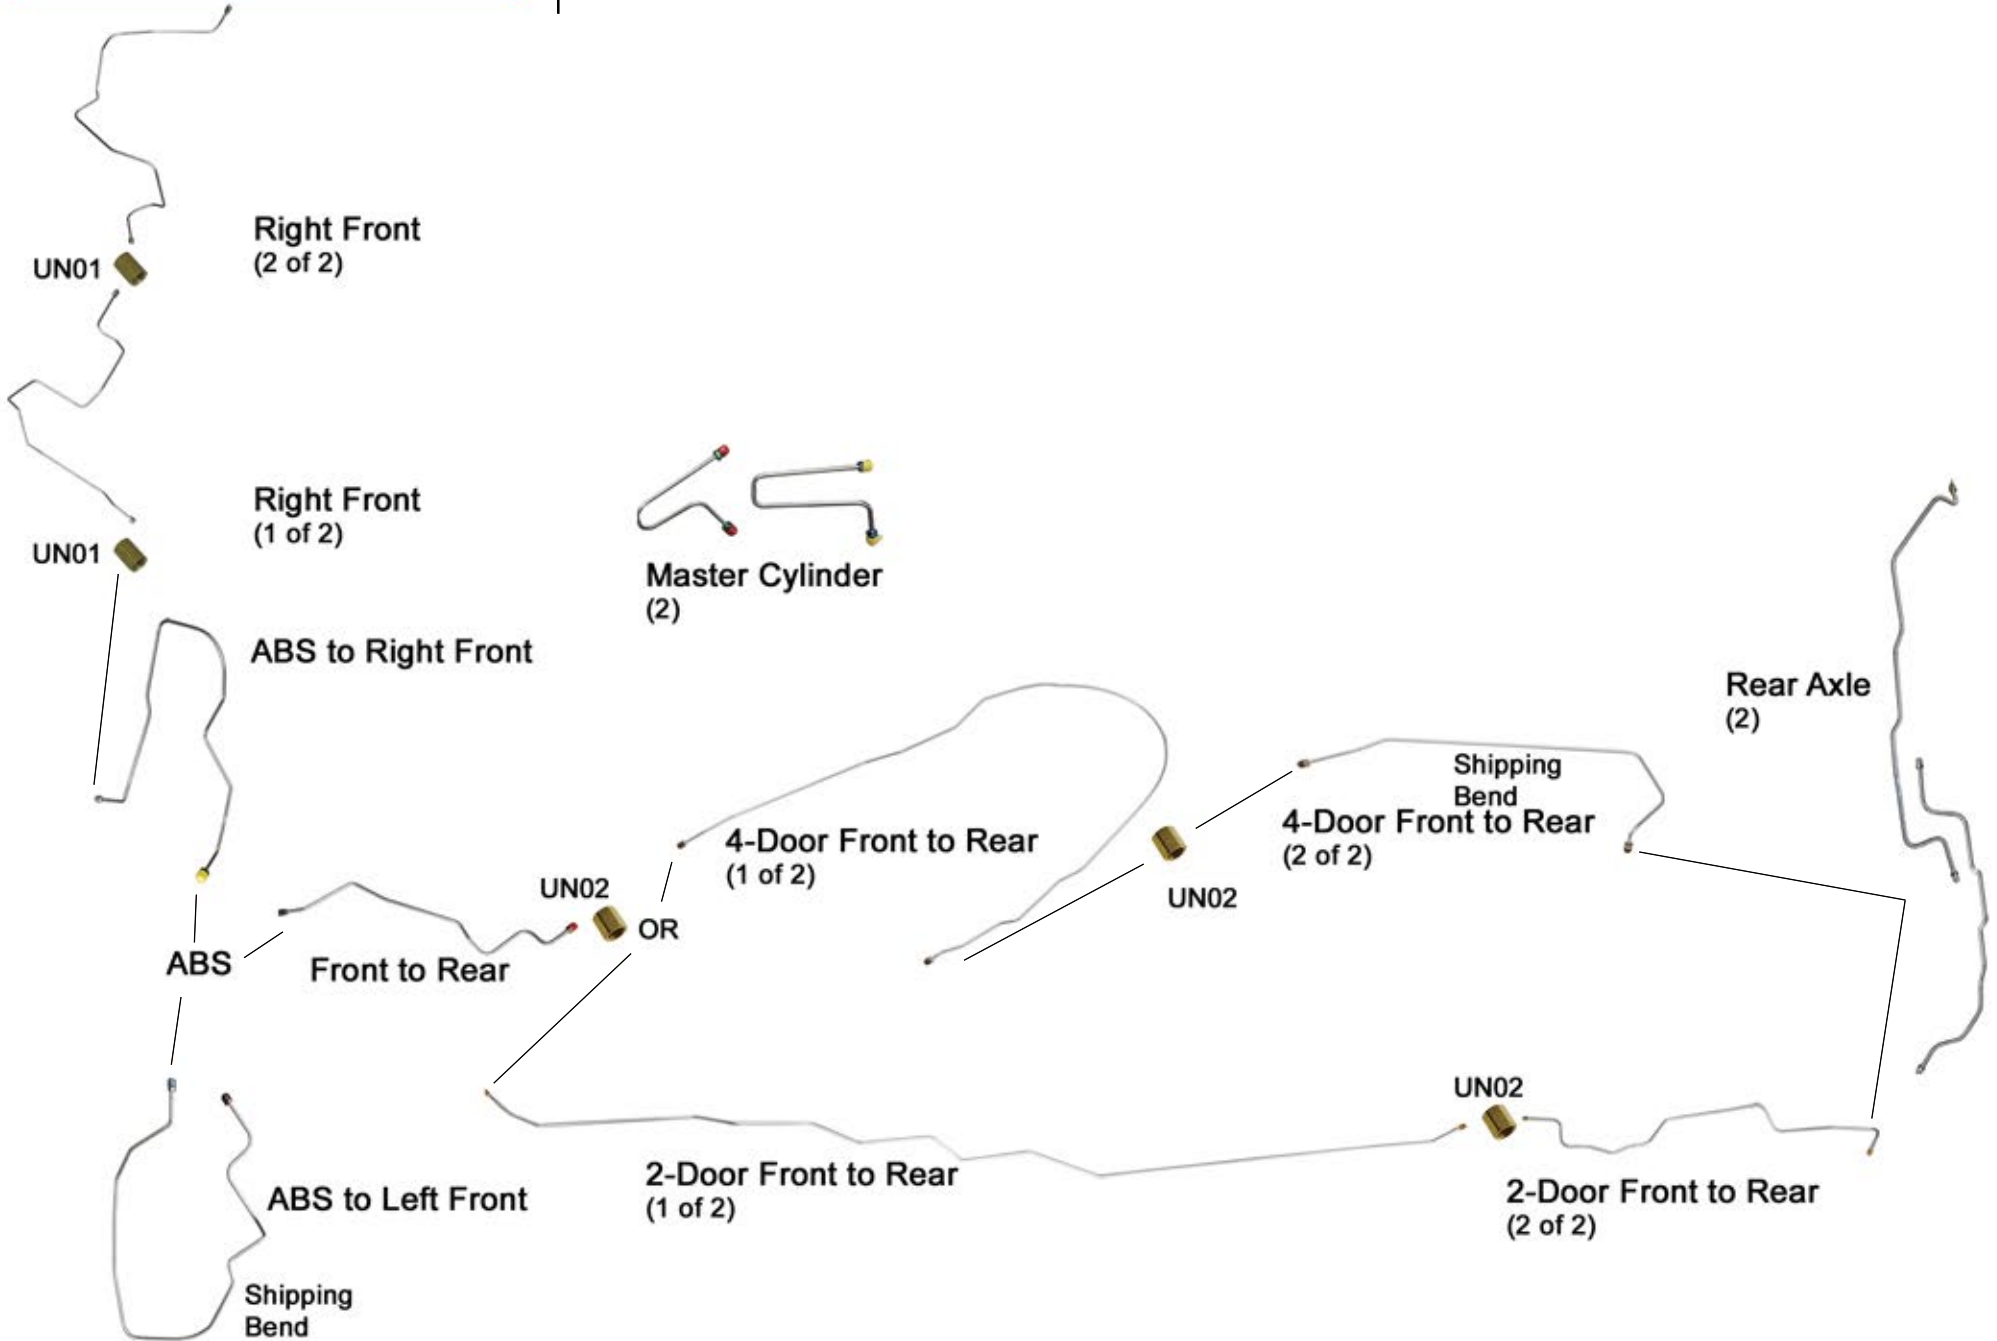 Right Front
(2 of 2)
UN01
Right Front
(1 of 2)
UN01
Master Cylinder
(2)
ABS to Right Front
Rear Axle
(2)
Shipping
Bend
4-Door Front to Rear
(1 of 2)
4-Door Front to Rear
(2 of 2)
UN02
UN02
OR
ABS
Front to Rear
UN02
2-Door Front to Rear
(1 of 2)
2-Door Front to Rear
(2 of 2)
ABS to Left Front
Shipping
Bend